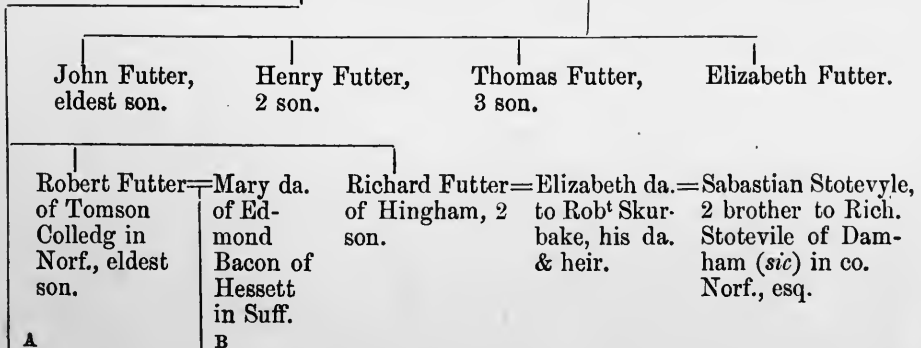 John Futter,
eldest son.
Henry Futter,
2 son.
Thomas Futter,
3 son.
Elizabeth Futter.
Robert Futter
of Tomson
Colledg in
Norf., eldest
son.
=Mary da.
of Ed-
mond
Bacon of
Hessett
in Suff.
Richard Futter
of Hingham, 2
son.
=Elizabeth da.
to Robᵗ Skur-
bake, his da.
& heir.
=Sabastian Stotevyle,
2 brother to Rich.
Stotevile of Dam-
ham (sic) in co.
Norf., esq.
A
B